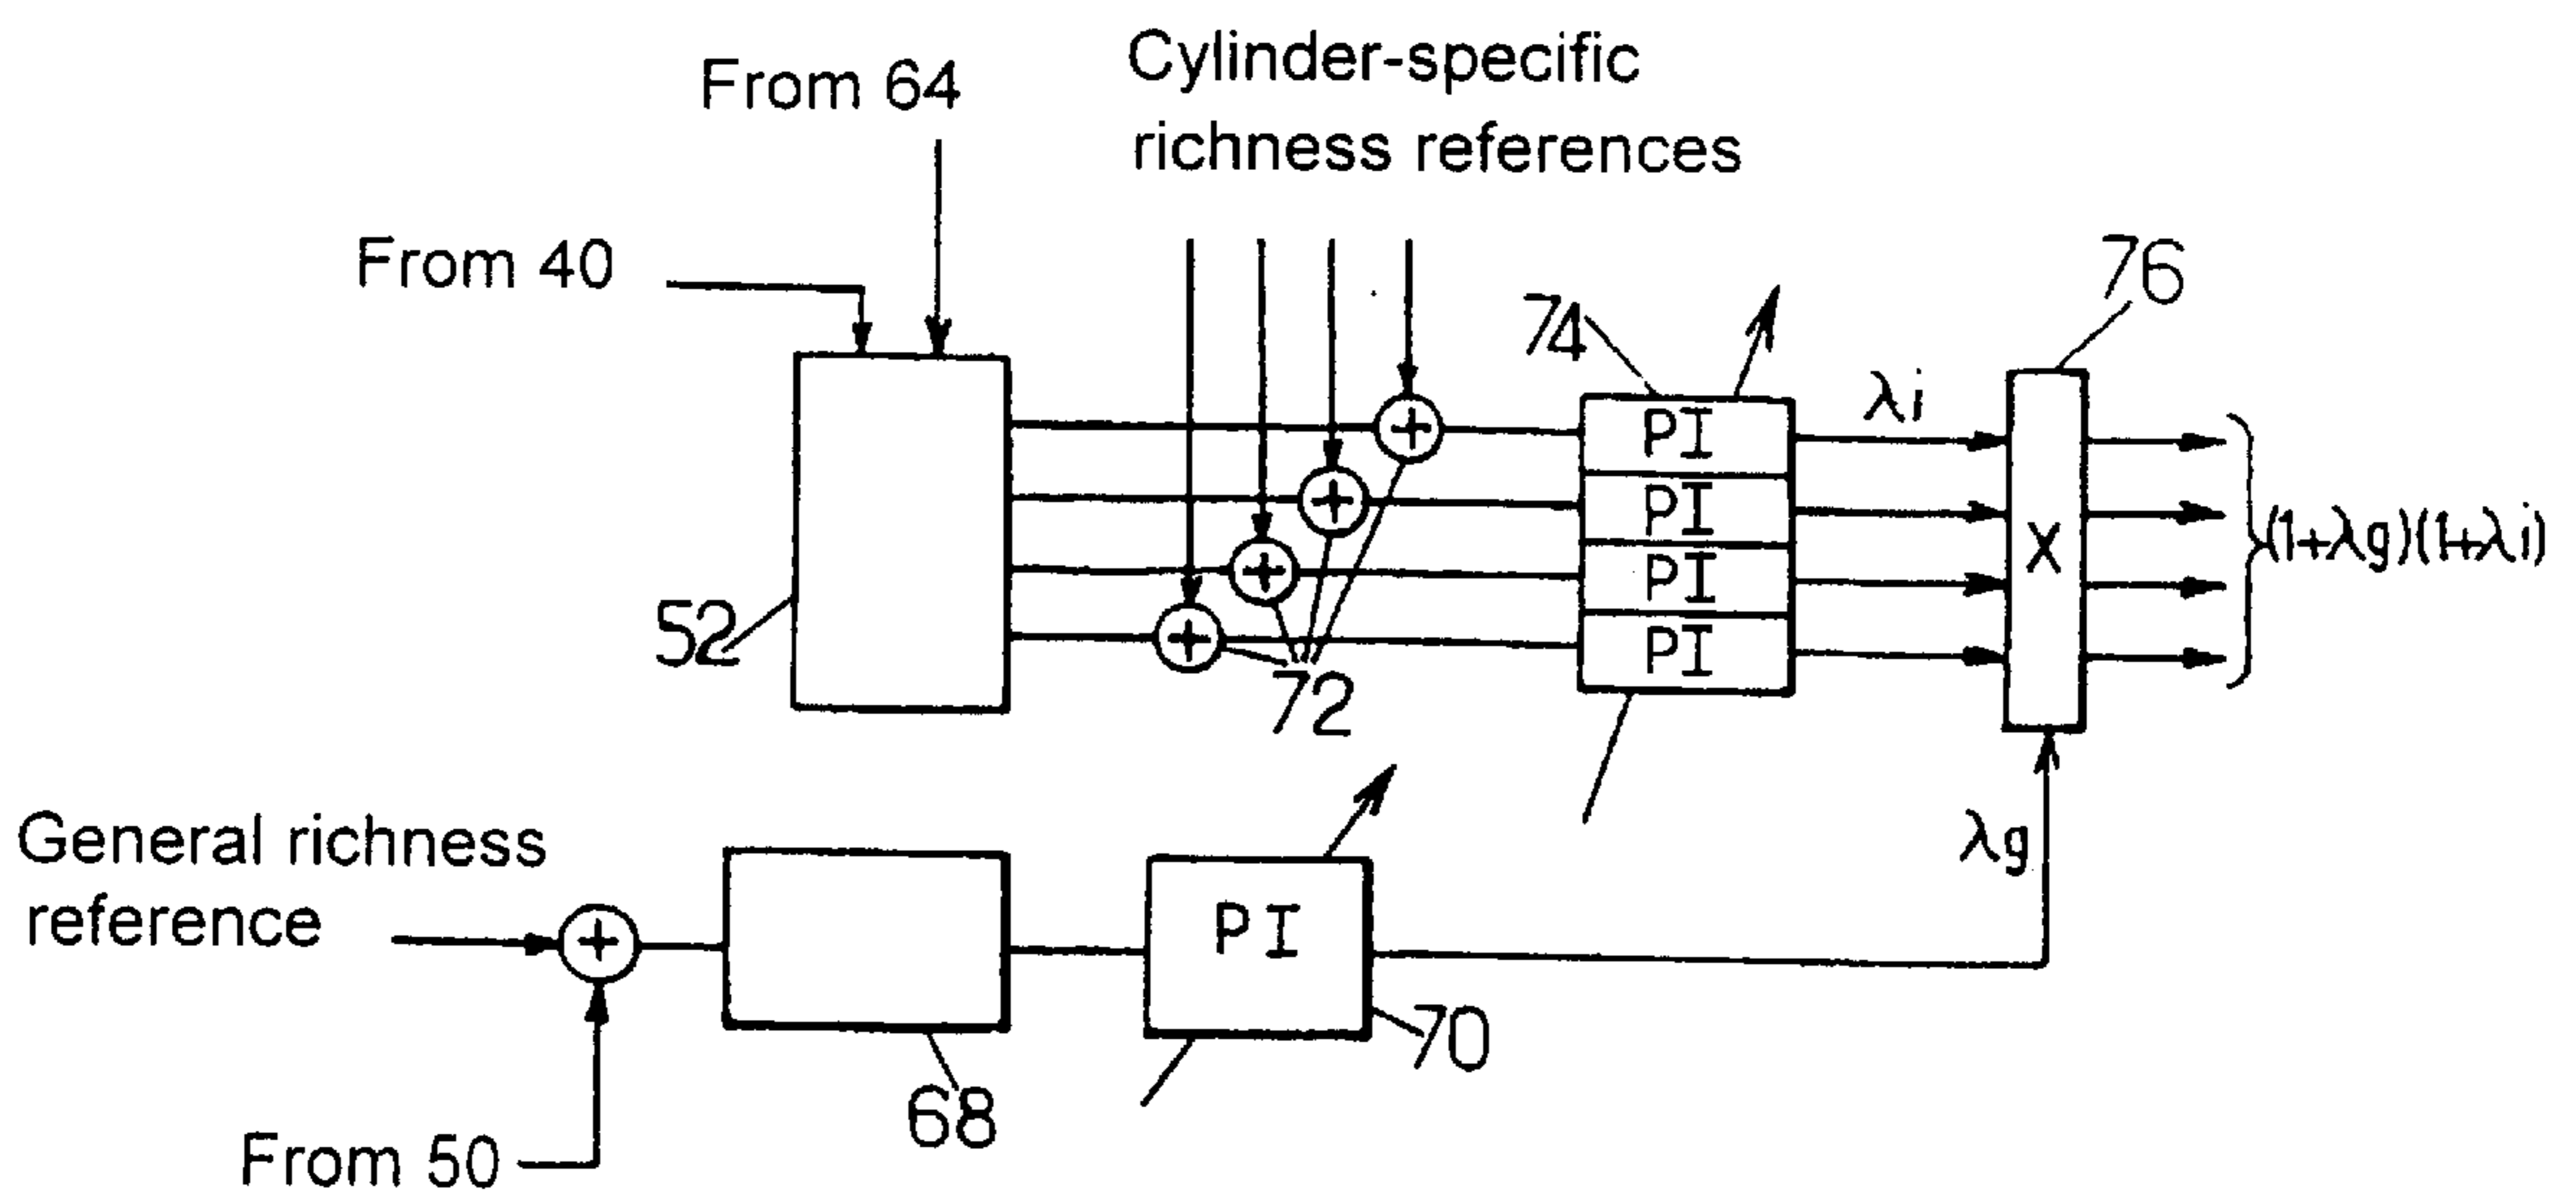 From 64
Cylinder-specific
richness references
From 40
76
74
λi
PI
PI
PI
PI
X
(1+λg)(1+λi)
52
72
General richness
reference
PI
λg
70
68
From 50